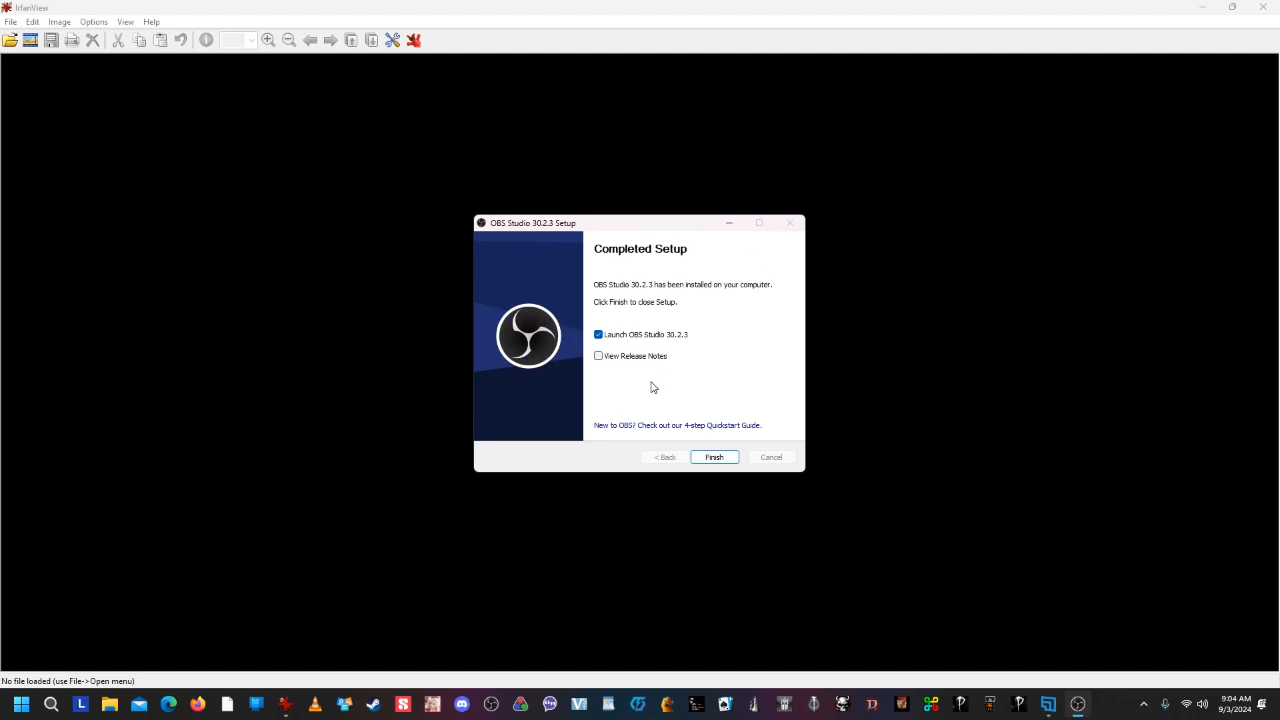 IrfanView
File Edit Image Options View Help
OBS Studio 30.2.3 Setup
Completed Setup
OBS Studio 30.2.3 has been installed on your computer.
Click Finish to close Setup.
Launch OBS Studio 30.2.3
View Release Notes
New to OBS? Check out our 4-step Quickstart Guide.
< Back Finish Cancel
No file loaded (use File->Open menu)
9:04 AM
9/3/2024